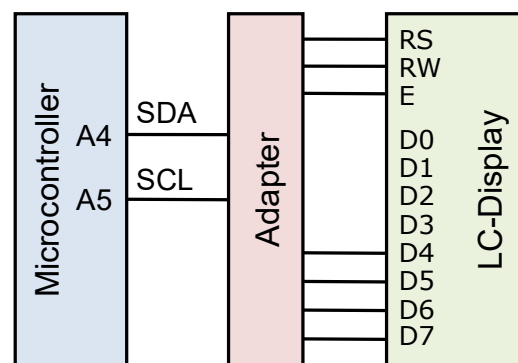 Microcontroller
A4
A5
SDA
SCL
Adapter
RS
RW
E
D0
D1
D2
D3
D4
D5
D6
D7
LC-Display